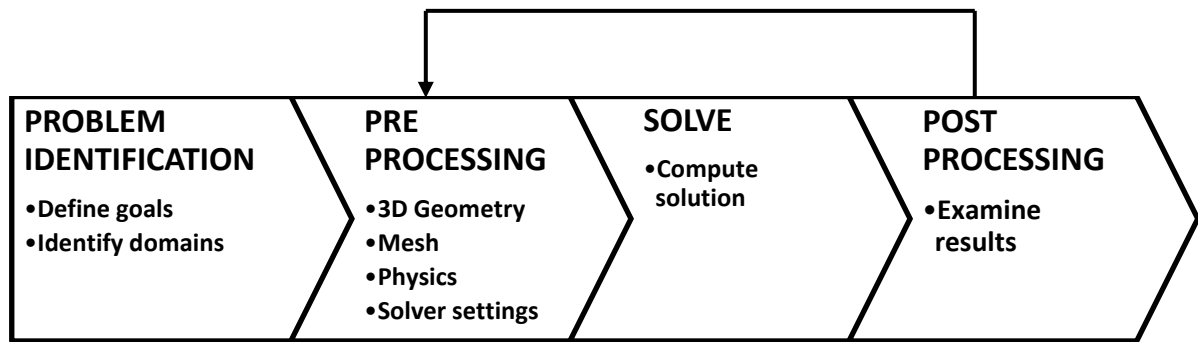 PROBLEM
IDENTIFICATION
•Define goals
•Identify domains
PRE
PROCESSING
•3D Geometry
•Mesh
•Physics
•Solver settings
SOLVE
•Compute
solution
POST
PROCESSING
•Examine
results